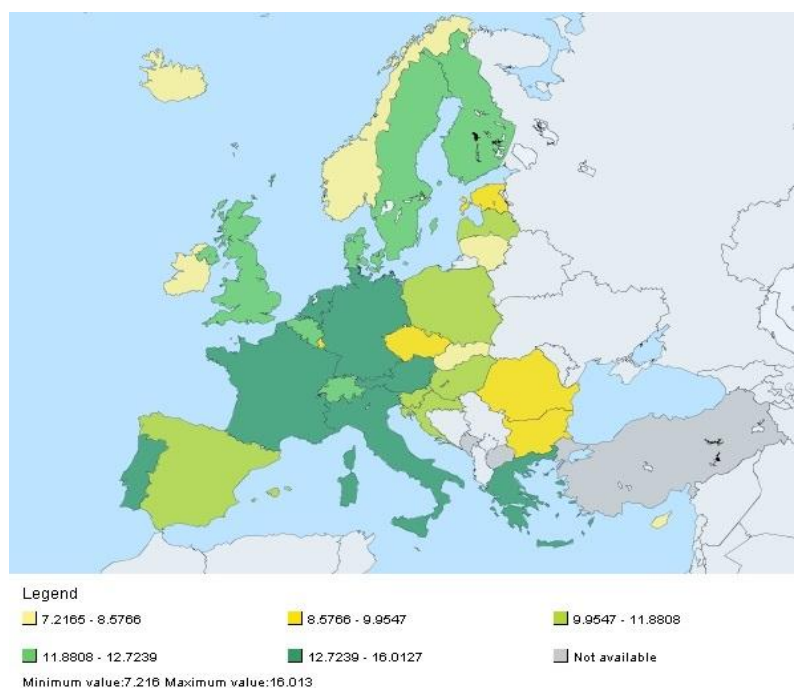 Legend
7.2165 - 8.5766
8.5766 - 9.9547
9.9547 - 11.8808
11.8808 - 12.7239
12.7239 - 16.0127
Not available
Minimum value:7.216 Maximum value:16.013